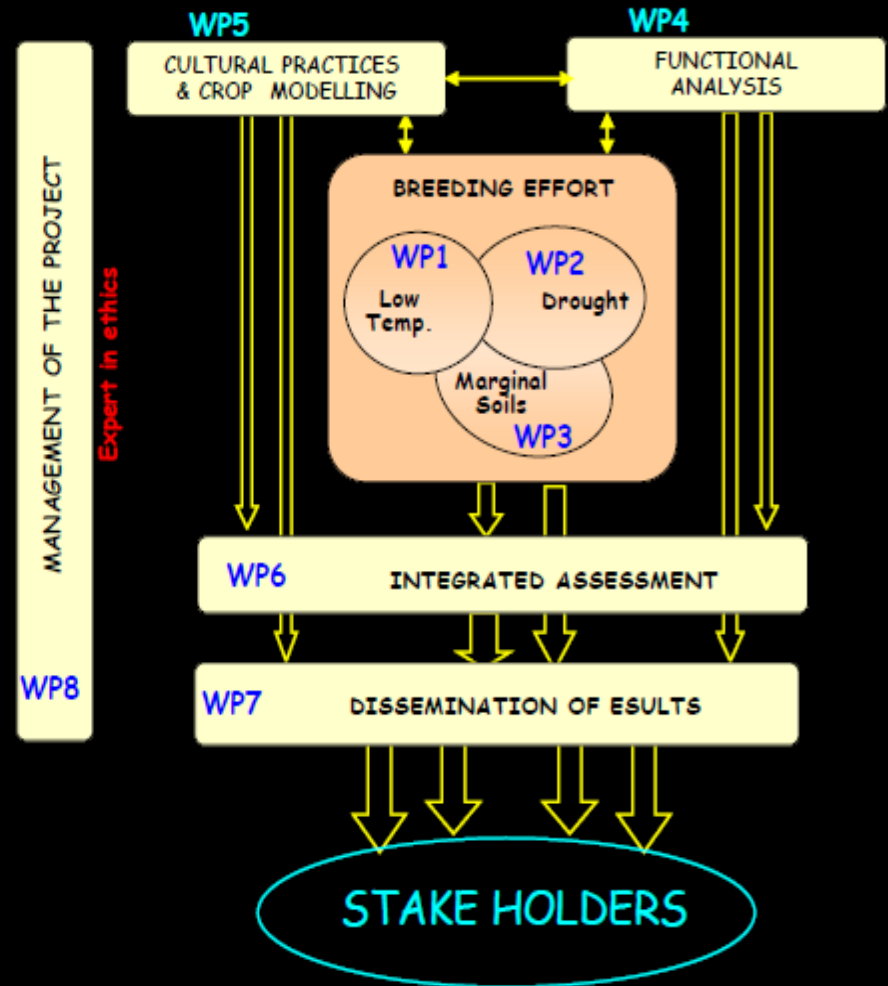 WP5
WP4
CULTURAL PRACTICES
& CROP MODELLING
FUNCTIONAL
ANALYSIS
MANAGEMENT OF THE PROJECT
WP8
Expert in ethics
BREEDING EFFORT
WP1
Low
Temp.
WP2
Drought
Marginal
Soils
WP3
WP6
INTEGRATED ASSESSMENT
WP7
DISSEMINATION OF ESULTS
STAKE HOLDERS